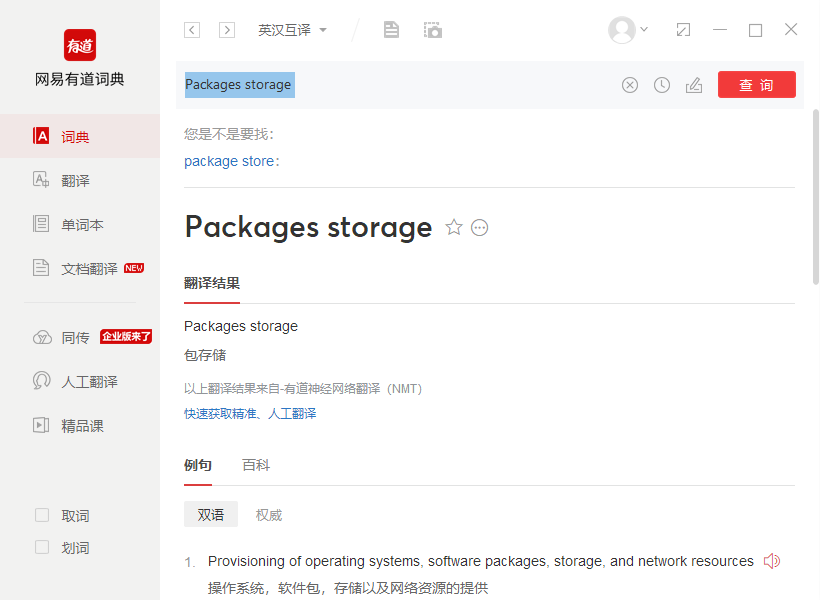 有道
网易有道词典
词典
翻译
单词本
文档翻译 NEW
同传 企业版来了
人工翻译
精品课
取词
划词
英汉互译
Packages storage
查 询
您是不是要找:
package store:
Packages storage
翻译结果
Packages storage
包存储
以上翻译结果来自-有道神经网络翻译（NMT）
快速获取精准、人工翻译
例句 百科
双语 权威
1. Provisioning of operating systems, software packages, storage, and network resources
操作系统，软件包，存储以及网络资源的提供